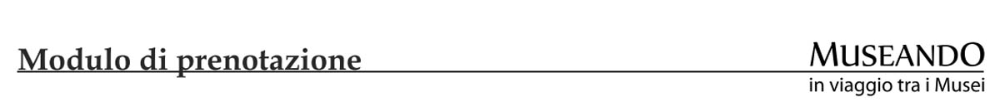 Modulo di prenotazione
MUSEANDO
in viaggio tra i Musei